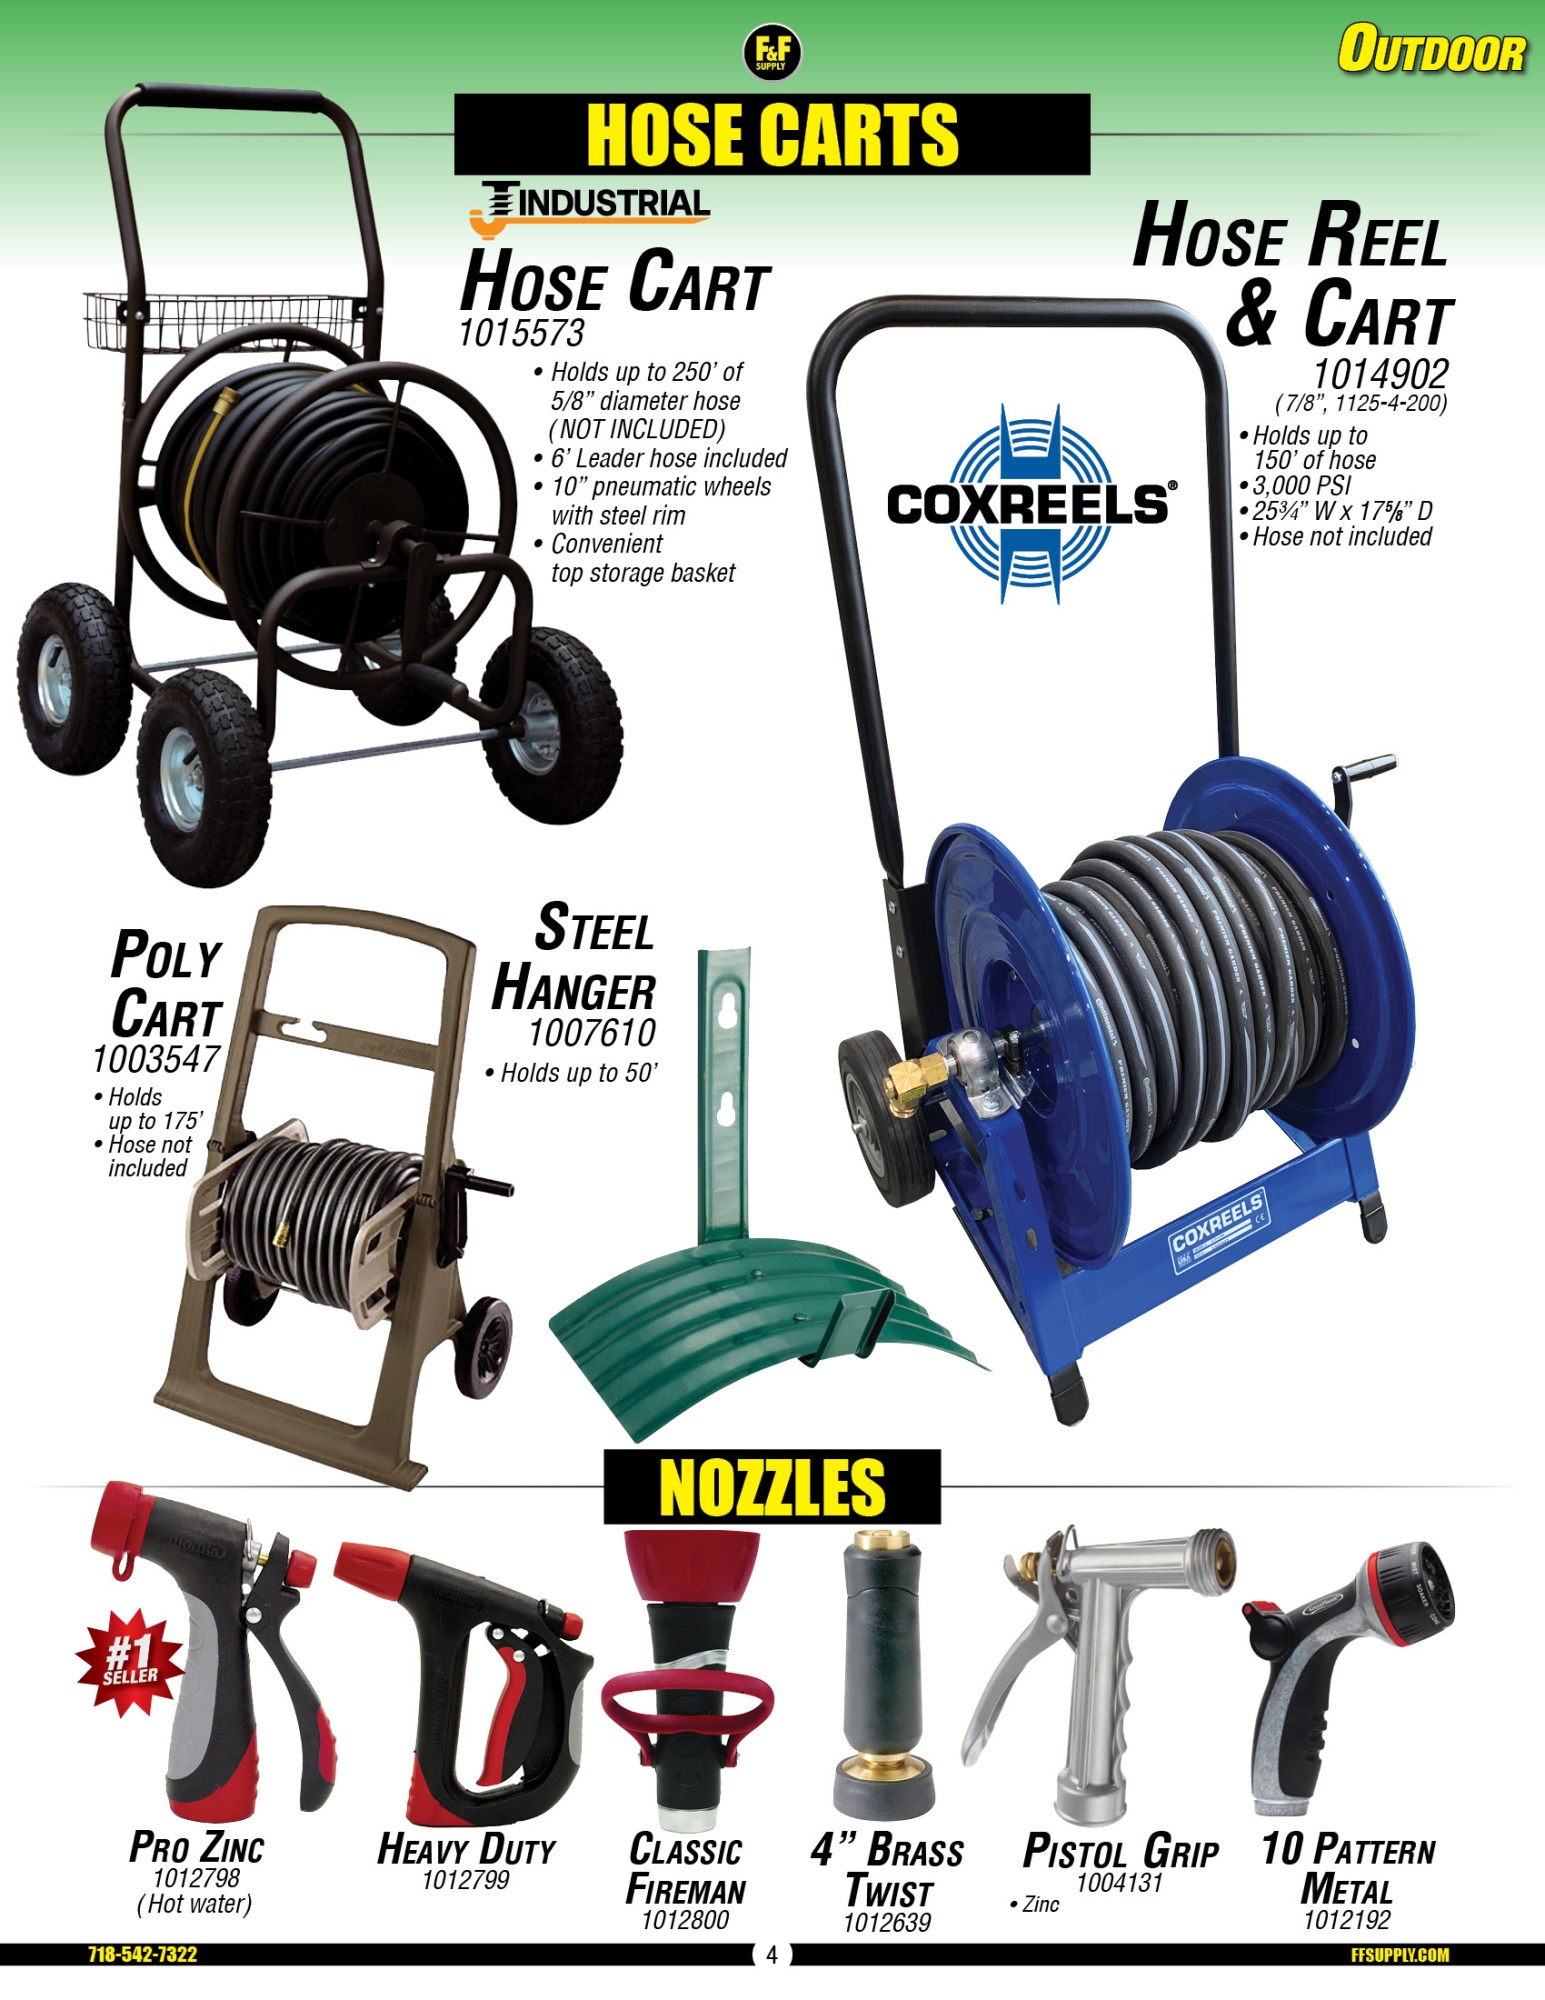 F&F
SUPPLY
OUTDOOR
HOSE CARTS
INDUSTRIAL
HOSE CART
1015573
• Holds up to 250' of
5/8" diameter hose
(NOT INCLUDED)
• 6' Leader hose included
• 10" pneumatic wheels
with steel rim
• Convenient
top storage basket
HOSE REEL
& CART
1014902
(7/8", 1125-4-200)
• Holds up to
150' of hose
• 3,000 PSI
• 25¾" W x 17⅝" D
• Hose not included
COXREELS®
POLY
CART
1003547
• Holds
up to 175'
• Hose not
included
STEEL
HANGER
1007610
• Holds up to 50'
COXREELS
NOZZLES
#1
SELLER
PRO ZINC
1012798
(Hot water)
HEAVY DUTY
1012799
CLASSIC
FIREMAN
1012800
4" BRASS
TWIST
1012639
PISTOL GRIP
1004131
• Zinc
10 PATTERN
METAL
1012192
718-542-7322
4
FFSUPPLY.COM